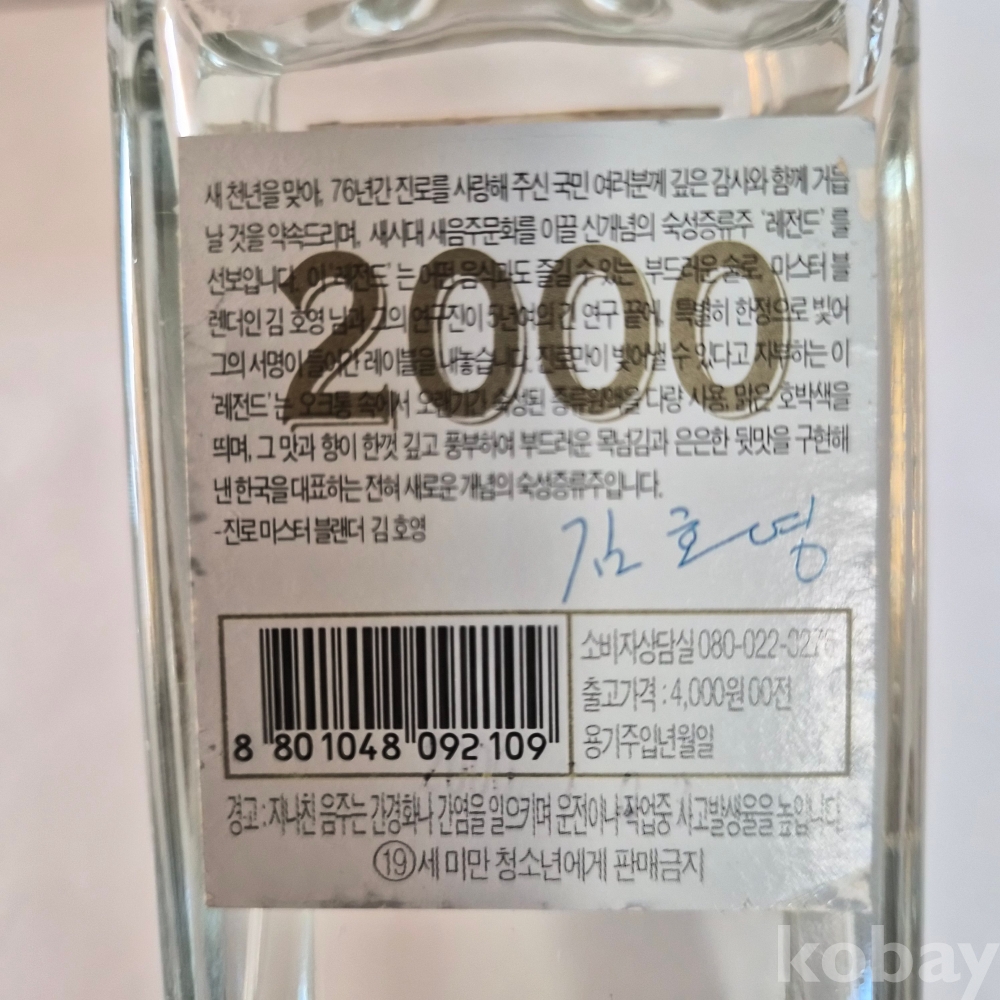 새 천년을 맞아, 76년간 진로를 사랑해 주신 국민 여러분께 깊은 감사와 함께 거듭
날 것을 약속드리며, 새시대 새음주문화를 이끌 신개념의 숙성증류주 '레전드' 를
선보입니다. 이 '레전드' 는 어떤 음식과도 즐길 수 있는 부드러운 술로, 마스터 블
렌더인 김 호영 님과 그의 연구진이 5년여의 긴 연구 끝에, 특별히 한정으로 빚어
그의 서명이 들어간 레이블을 내놓습니다. 진로만이 빚어낼 수 있다고 자부하는 이
'레전드'는 오크통 속에서 오랜기간 숙성된 증류원액을 다량 사용, 맑은 호박색을
띄며, 그 맛과 향이 한껏 깊고 풍부하여 부드러운 목넘김과 은은한 뒷맛을 구현해
낸 한국을 대표하는 전혀 새로운 개념의 숙성증류주입니다.
-진로 마스터 블랜더 김 호영
2000
김호영
8 801048 092109
소비자상담실 080-022-
출고가격 : 4,000원 00전
용기주입년월일
경고 : 지나친 음주는 간경화나 간염을 일으키며 운전이나 작업중 사고발생율을 높입니다.
19세 미만 청소년에게 판매금지
kobay